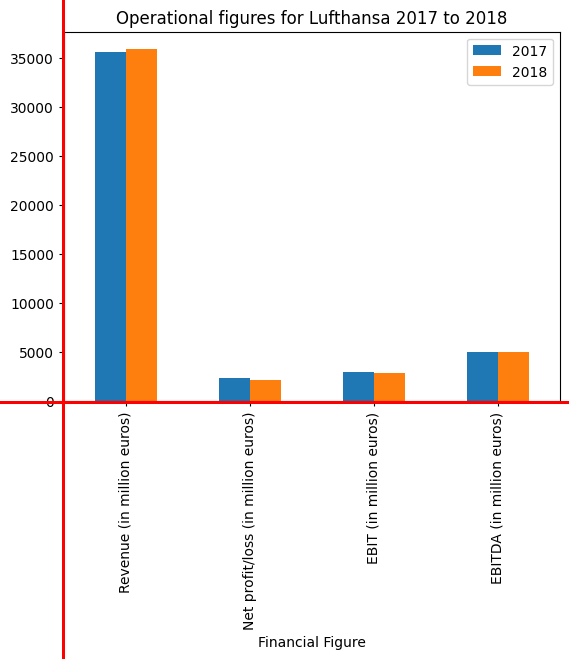 Operational figures for Lufthansa 2017 to 2018
2017
2018
35000
30000
25000
20000
15000
10000
5000
0
Revenue (in million euros)
Net profit/loss (in million euros)
EBIT (in million euros)
EBITDA (in million euros)
Financial Figure